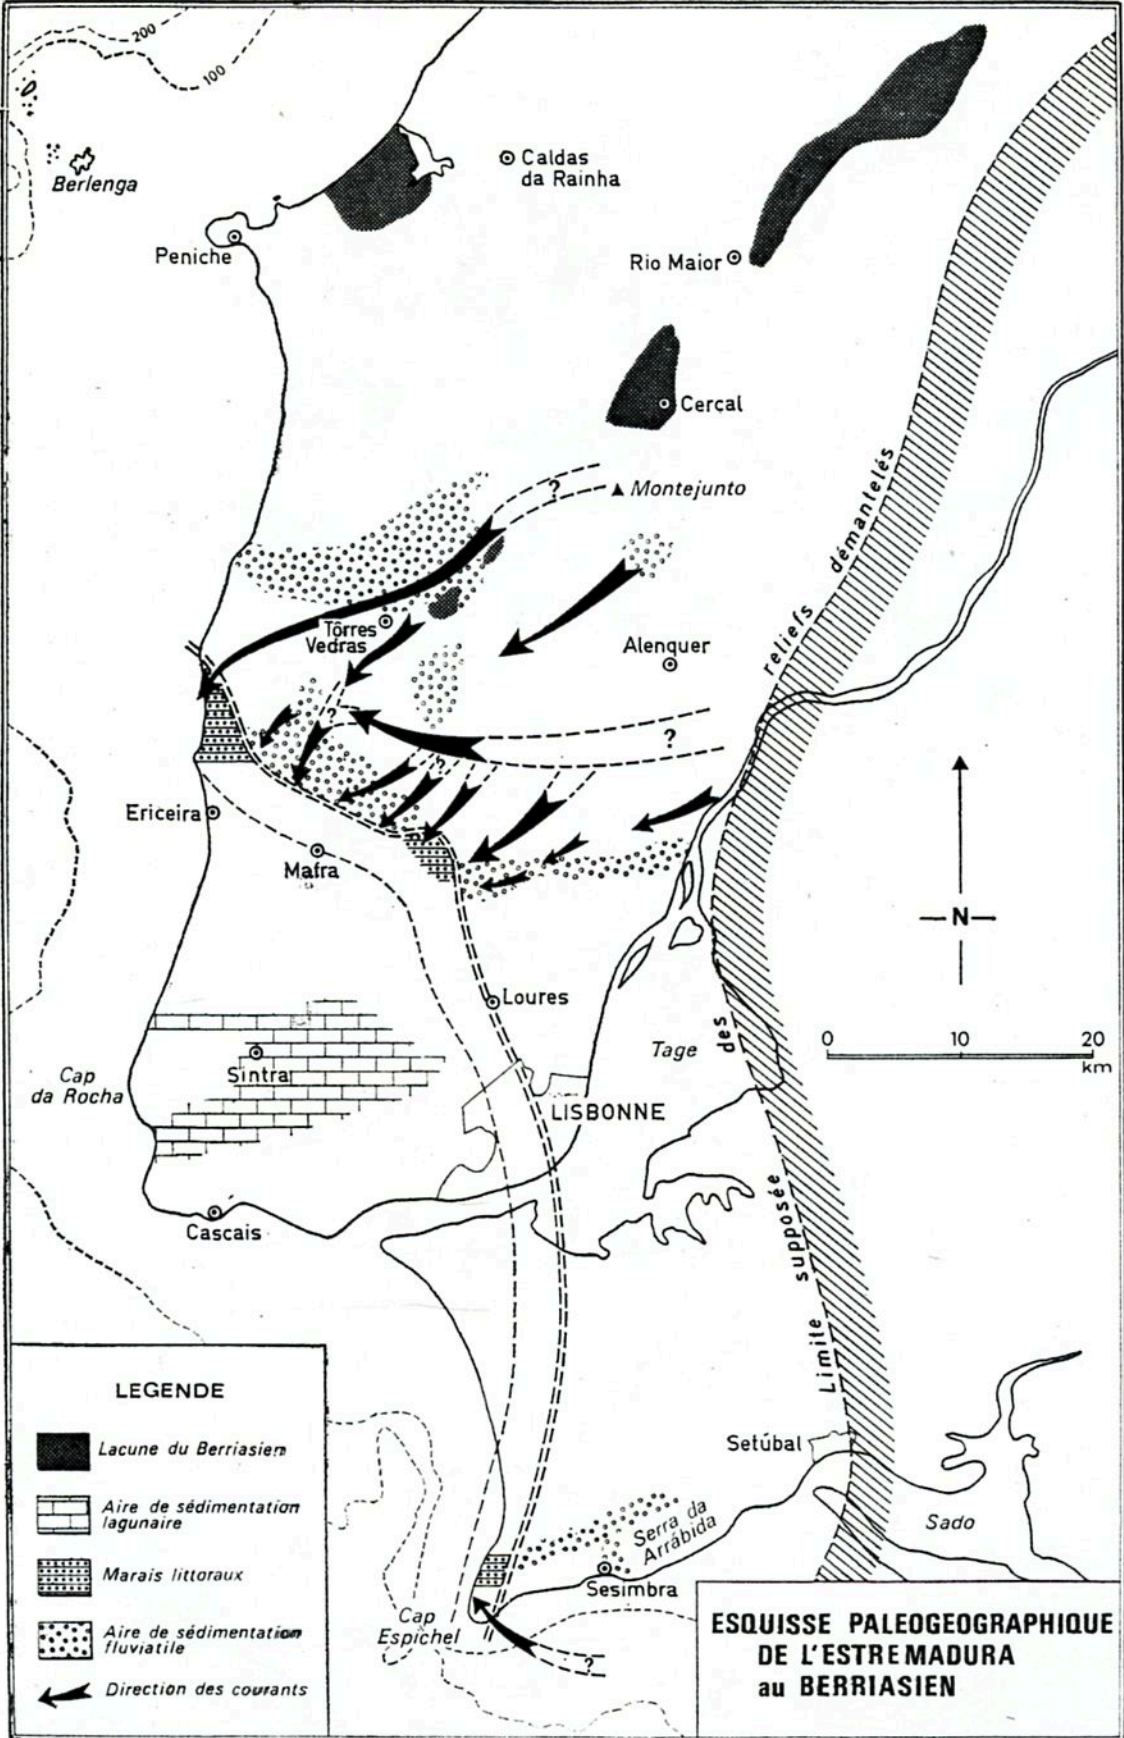 200
100
Berlenga
Caldas
da Rainha
Peniche
Rio Maior
Cercal
?
Montejunto
Tôrres
Vedras
Alenquer
?
?
?
Ericeira
Mafra
N
Loures
0 10 20
km
Tage
Cap
da Rocha
Sintra
LISBONNE
Cascais
Limite supposée des reliefs démantelés
Setúbal
Sado
Serra da
Arrábida
Sesimbra
Cap
Espichel
?
LEGENDE
Lacune du Berriasien
Aire de sédimentation
lagunaire
Marais littoraux
Aire de sédimentation
fluviatile
Direction des courants
ESQUISSE PALEOGEOGRAPHIQUE
DE L'ESTREMADURA
au BERRIASIEN